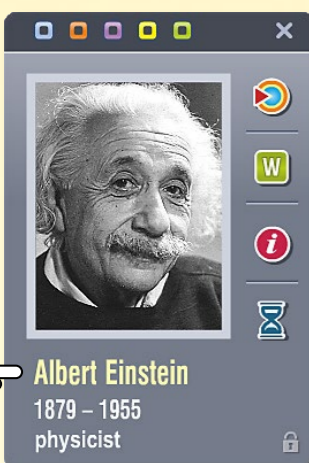 W
i
Albert Einstein
1879 – 1955
physicist